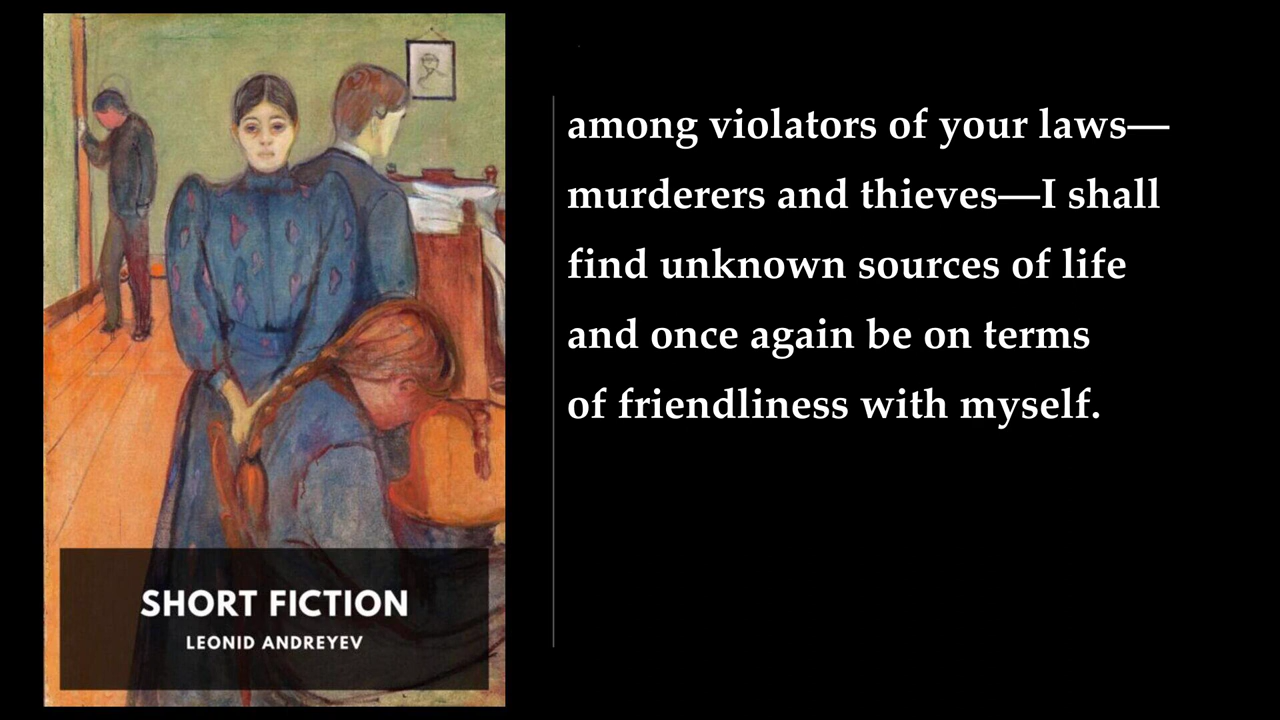 among violators of your laws—
murderers and thieves—I shall
find unknown sources of life
and once again be on terms
of friendliness with myself.
SHORT FICTION
LEONID ANDREYEV